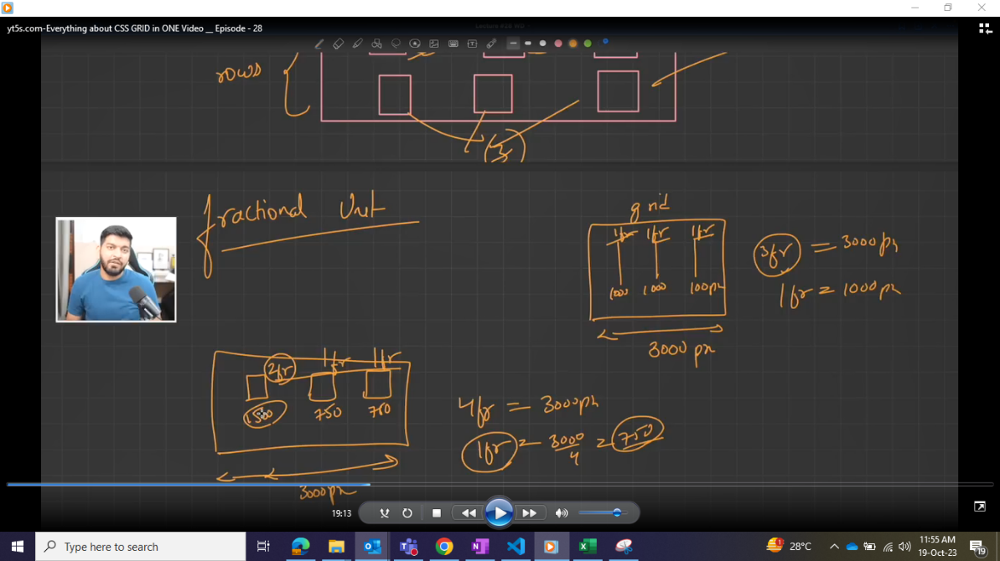 yt5s.com-Everything about CSS GRID in ONE Video __ Episode - 28
rows
(3)
fractional Unit
grid
1fr 1fr 1fr
1000 1000 100px
3000 px
3fr = 3000px
1fr = 1000px
2fr 1fr 1fr
1500 750 750
3000px
4fr = 3000px
1fr = 3000/4 = 750
19:13
Type here to search
1
28°C
11:55 AM
19-Oct-23
19